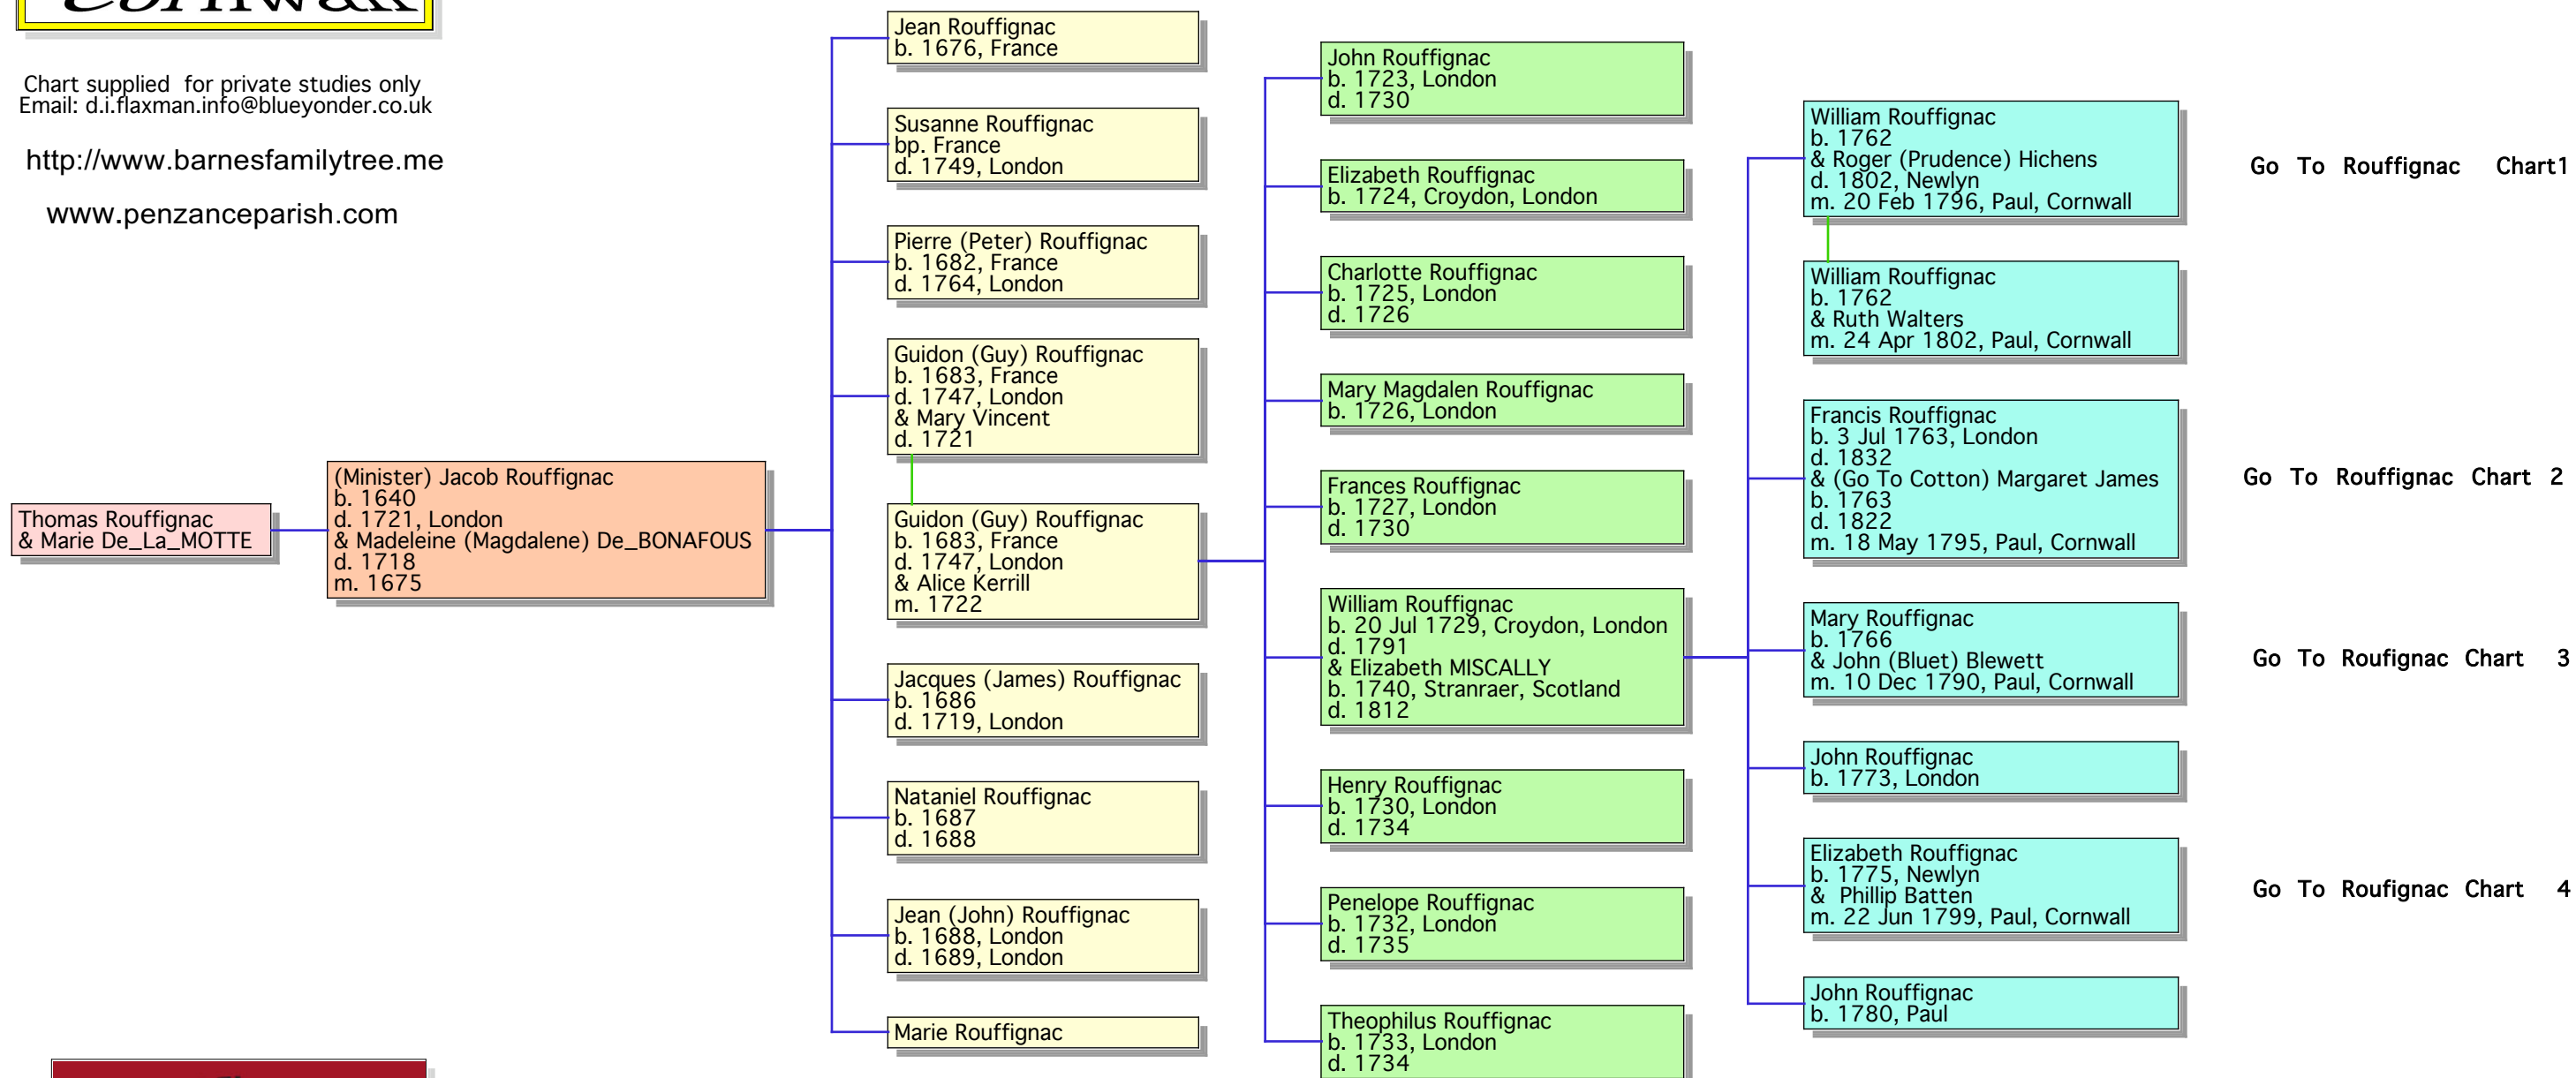 Cornwall
Chart supplied for private studies only
Email: d.i.flaxman.info@blueyonder.co.uk
http://www.barnesfamilytree.me
www.penzanceparish.com
Thomas Rouffignac
& Marie De_La_MOTTE
(Minister) Jacob Rouffignac
b. 1640
d. 1721, London
& Madeleine (Magdalene) De_BONAFOUS
d. 1718
m. 1675
Jean Rouffignac
b. 1676, France
Susanne Rouffignac
bp. France
d. 1749, London
Pierre (Peter) Rouffignac
b. 1682, France
d. 1764, London
Guidon (Guy) Rouffignac
b. 1683, France
d. 1747, London
& Mary Vincent
d. 1721
Guidon (Guy) Rouffignac
b. 1683, France
d. 1747, London
& Alice Kerrill
m. 1722
Jacques (James) Rouffignac
b. 1686
d. 1719, London
Nataniel Rouffignac
b. 1687
d. 1688
Jean (John) Rouffignac
b. 1688, London
d. 1689, London
Marie Rouffignac
John Rouffignac
b. 1723, London
d. 1730
Elizabeth Rouffignac
b. 1724, Croydon, London
Charlotte Rouffignac
b. 1725, London
d. 1726
Mary Magdalen Rouffignac
b. 1726, London
Frances Rouffignac
b. 1727, London
d. 1730
William Rouffignac
b. 20 Jul 1729, Croydon, London
d. 1791
& Elizabeth MISCALLY
b. 1740, Stranraer, Scotland
d. 1812
Henry Rouffignac
b. 1730, London
d. 1734
Penelope Rouffignac
b. 1732, London
d. 1735
Theophilus Rouffignac
b. 1733, London
d. 1734
William Rouffignac
b. 1762
& Roger (Prudence) Hichens
d. 1802, Newlyn
m. 20 Feb 1796, Paul, Cornwall
William Rouffignac
b. 1762
& Ruth Walters
m. 24 Apr 1802, Paul, Cornwall
Francis Rouffignac
b. 3 Jul 1763, London
d. 1832
& (Go To Cotton) Margaret James
b. 1763
d. 1822
m. 18 May 1795, Paul, Cornwall
Mary Rouffignac
b. 1766
& John (Bluet) Blewett
m. 10 Dec 1790, Paul, Cornwall
John Rouffignac
b. 1773, London
Elizabeth Rouffignac
b. 1775, Newlyn
& Phillip Batten
m. 22 Jun 1799, Paul, Cornwall
John Rouffignac
b. 1780, Paul
Go To Rouffignac Chart1
Go To Rouffignac Chart 2
Go To Roufignac Chart 3
Go To Roufignac Chart 4